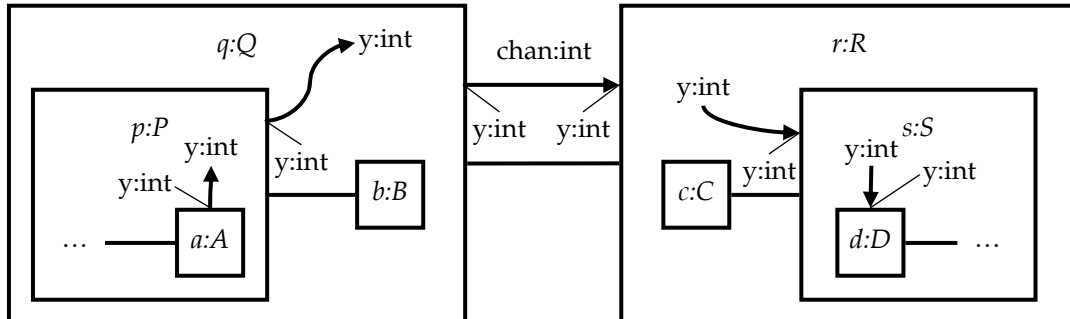 q:Q
y:int
chan:int
r:R
y:int
y:int
y:int
p:P
y:int
y:int
y:int
b:B
… a:A
y:int
s:S
y:int
y:int
y:int
c:C
d:D …